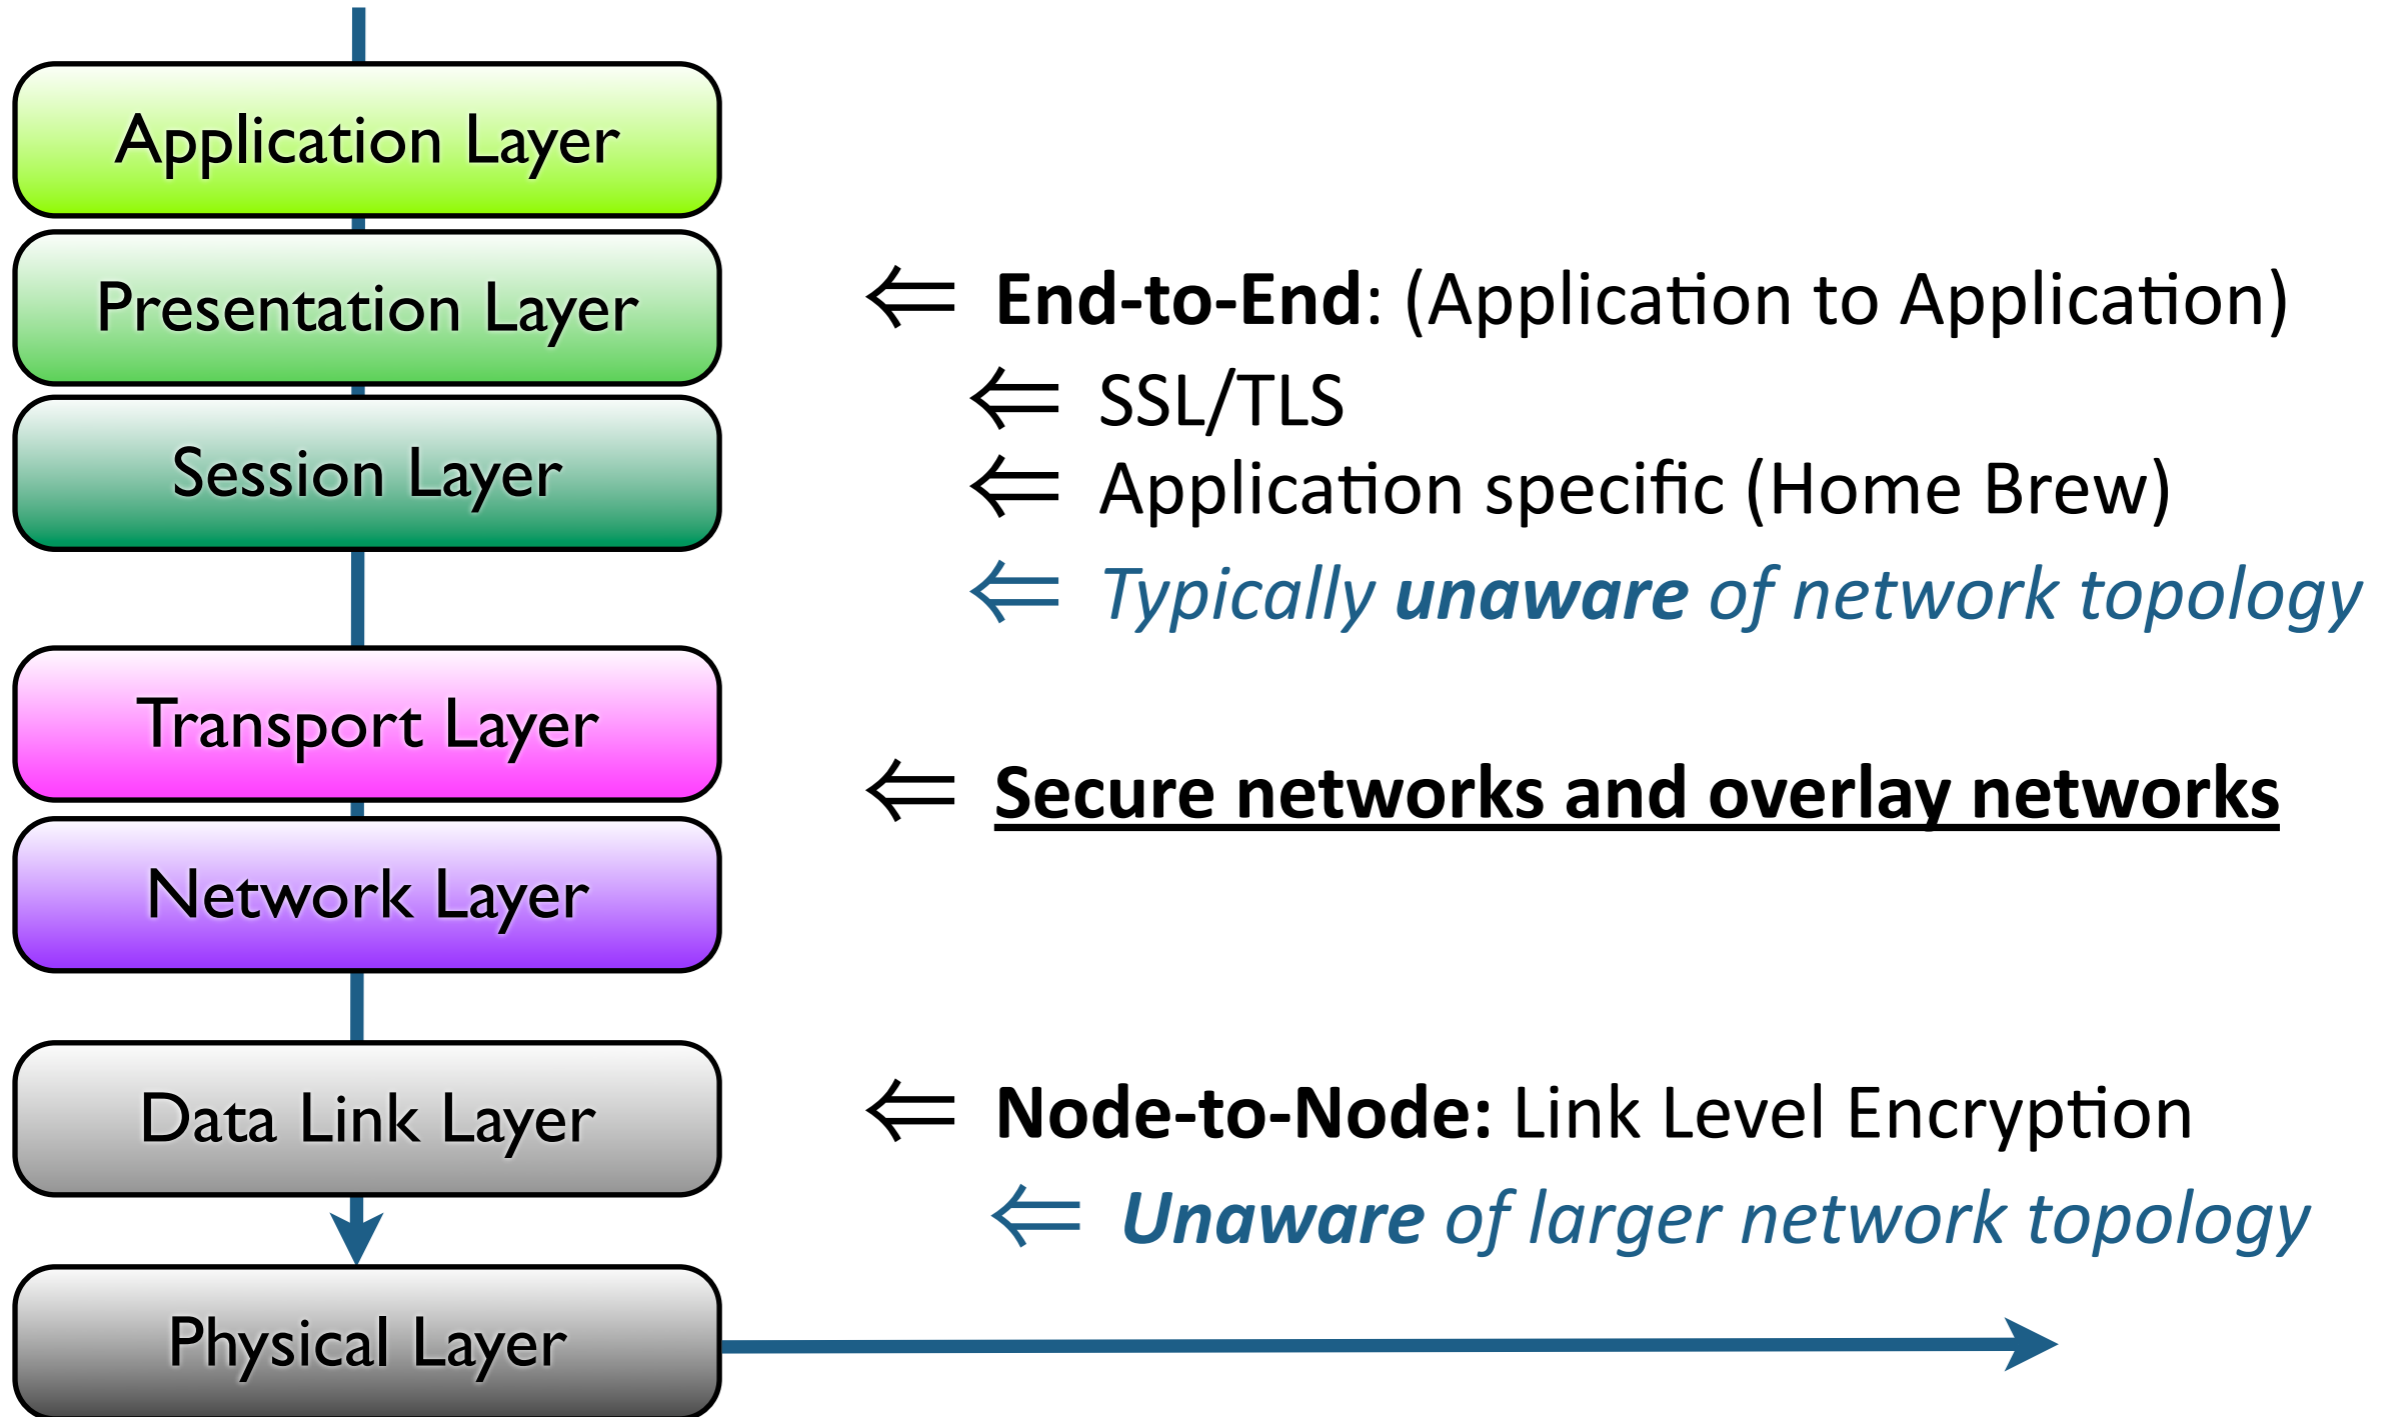 Application Layer
Presentation Layer
⇐ End-to-End: (Application to Application)
⇐ SSL/TLS
Session Layer
⇐ Application specific (Home Brew)
⇐ Typically unaware of network topology
Transport Layer
⇐ Secure networks and overlay networks
Network Layer
Data Link Layer
⇐ Node-to-Node: Link Level Encryption
⇐ Unaware of larger network topology
Physical Layer